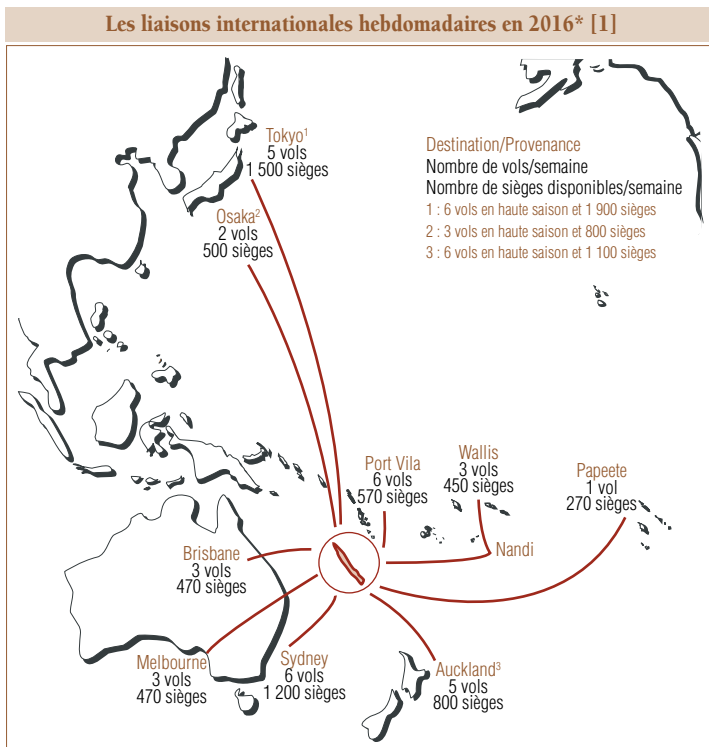 Les liaisons internationales hebdomadaires en 2016* [1]
Tokyo¹
5 vols
1 500 sièges
Osaka²
2 vols
500 sièges
Destination/Provenance
Nombre de vols/semaine
Nombre de sièges disponibles/semaine
1 : 6 vols en haute saison et 1 900 sièges
2 : 3 vols en haute saison et 800 sièges
3 : 6 vols en haute saison et 1 100 sièges
Port Vila
6 vols
570 sièges
Wallis
3 vols
450 sièges
Papeete
1 vol
270 sièges
Nandi
Brisbane
3 vols
470 sièges
Melbourne
3 vols
470 sièges
Sydney
6 vols
1 200 sièges
Auckland³
5 vols
800 sièges